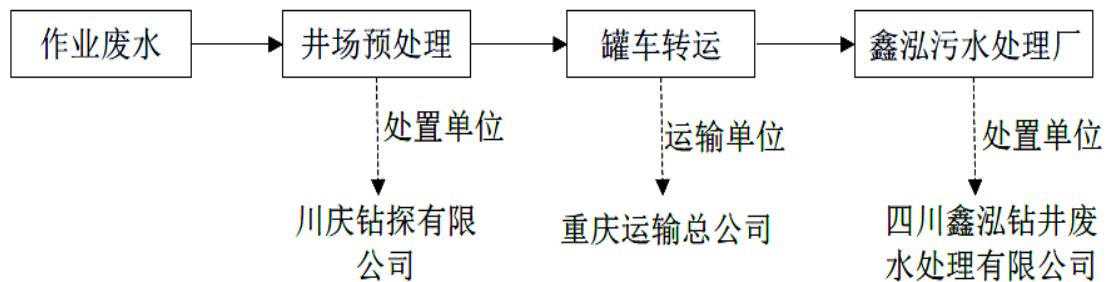 作业废水
井场预处理
罐车转运
鑫泓污水处理厂
处置单位
运输单位
处置单位
川庆钻探有限
公司
重庆运输总公司
四川鑫泓钻井废
水处理有限公司